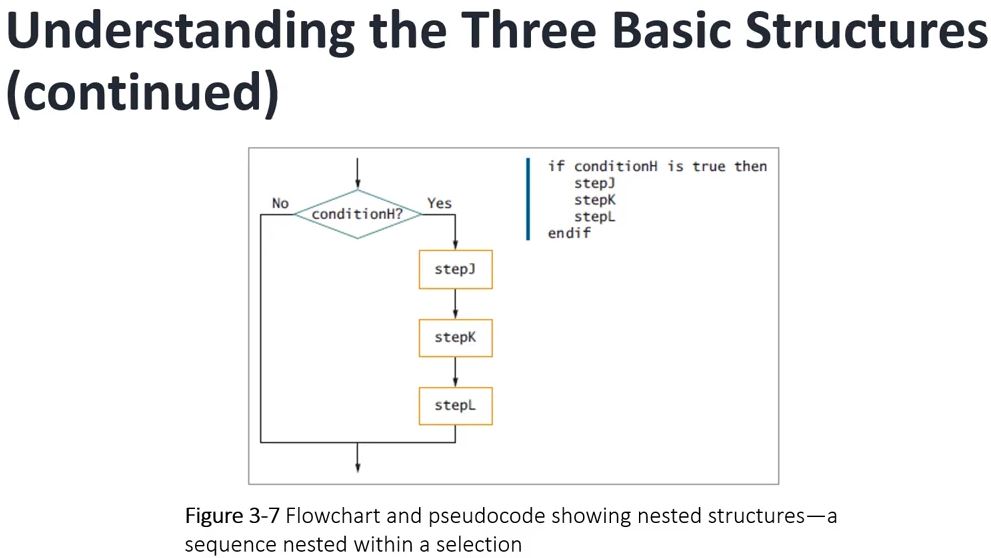 Understanding the Three Basic Structures
(continued)
No
conditionH?
Yes
stepJ
stepK
stepL
if conditionH is true then
   stepJ
   stepK
   stepL
endif
Figure 3-7 Flowchart and pseudocode showing nested structures—a
sequence nested within a selection